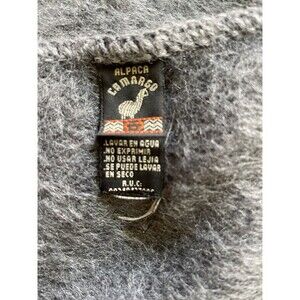 ALPACA
CAMARGO
.LAVAR EN AGUA
.NO EXPRIMIR
.NO USAR LEJIA
.SE PUEDE LAVAR
EN SECO
R.U.C.